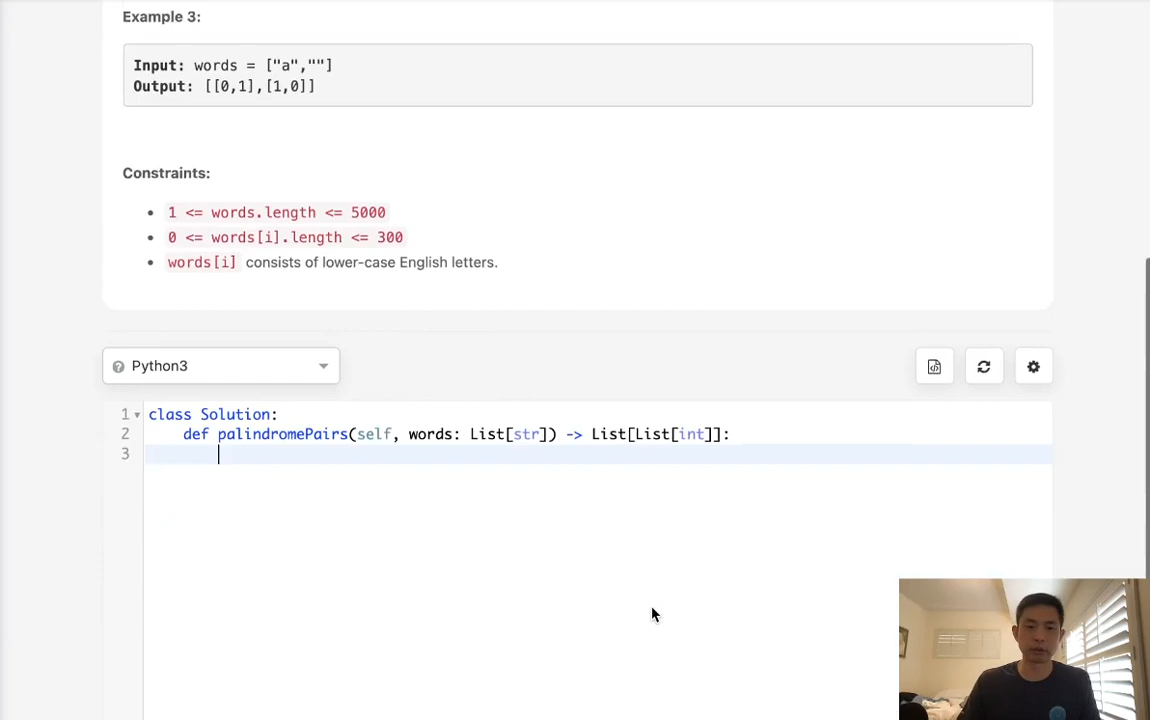 Example 3:
Input: words = ["a",""]
Output: [[0,1],[1,0]]
Constraints:
1 <= words.length <= 5000
0 <= words[i].length <= 300
words[i] consists of lower-case English letters.
Python3
1 class Solution:
2 def palindromePairs(self, words: List[str]) -> List[List[int]]:
3